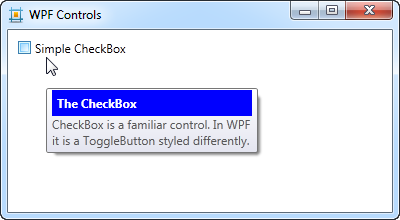 WPF Controls
Simple CheckBox
The CheckBox
CheckBox is a familiar control. In WPF
it is a ToggleButton styled differently.